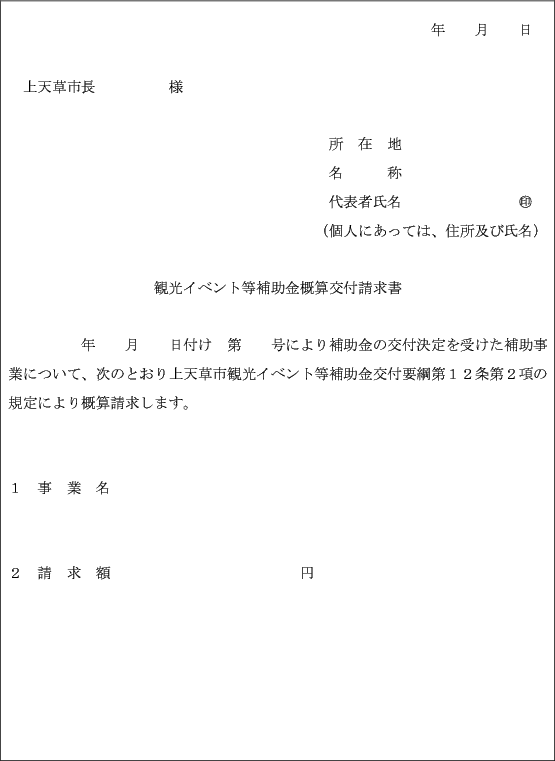 年　　月　　日
上天草市長　　　　　様
所　在　地
名　　　称
代表者氏名　　　　　　　　㊞
（個人にあっては、住所及び氏名）
観光イベント等補助金概算交付請求書
年　　月　　日付け　第　　号により補助金の交付決定を受けた補助事
業について、次のとおり上天草市観光イベント等補助金交付要綱第１２条第２項の
規定により概算請求します。
１　事　業　名
２　請　求　額　　　　　　　　　　　　　円